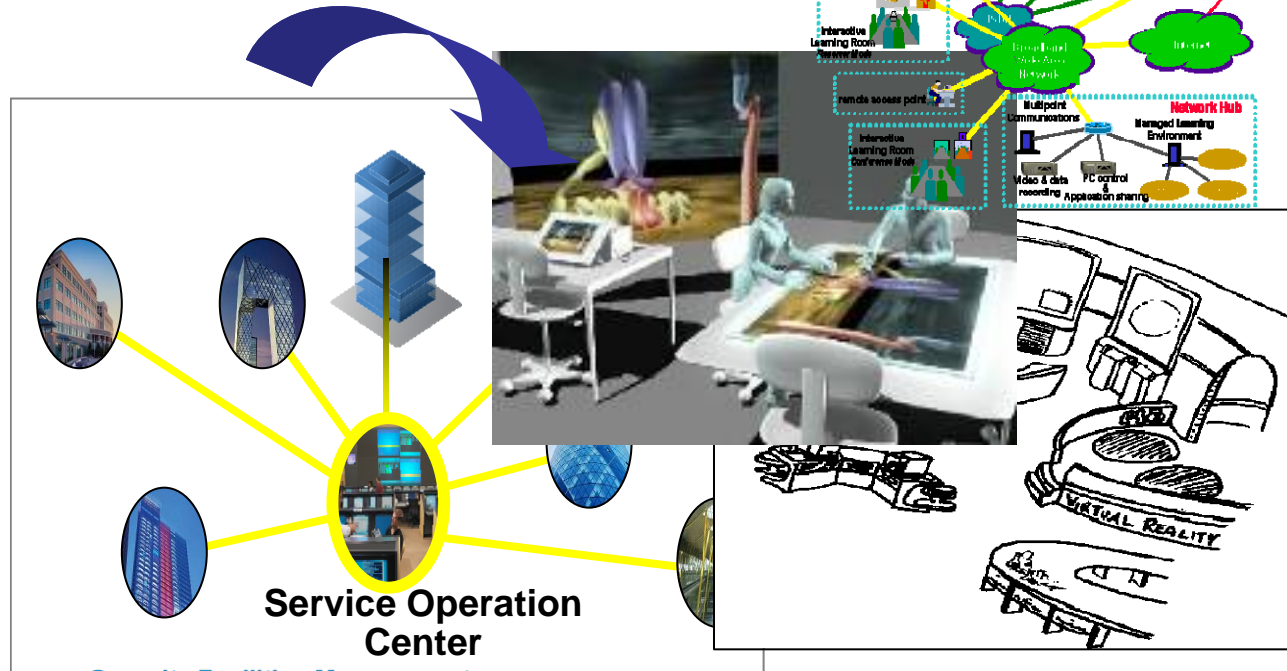 Interactive
Learning Room
Broadband
Wide Area
Network
Internet
remote access point
Interactive
Learning Room
Conference Mode
Multipoint
Communications
Network Hub
Managed Learning
Environment
Video & data
recording
PC control
&
Application sharing
VIRTUAL REALITY
Service Operation
Center